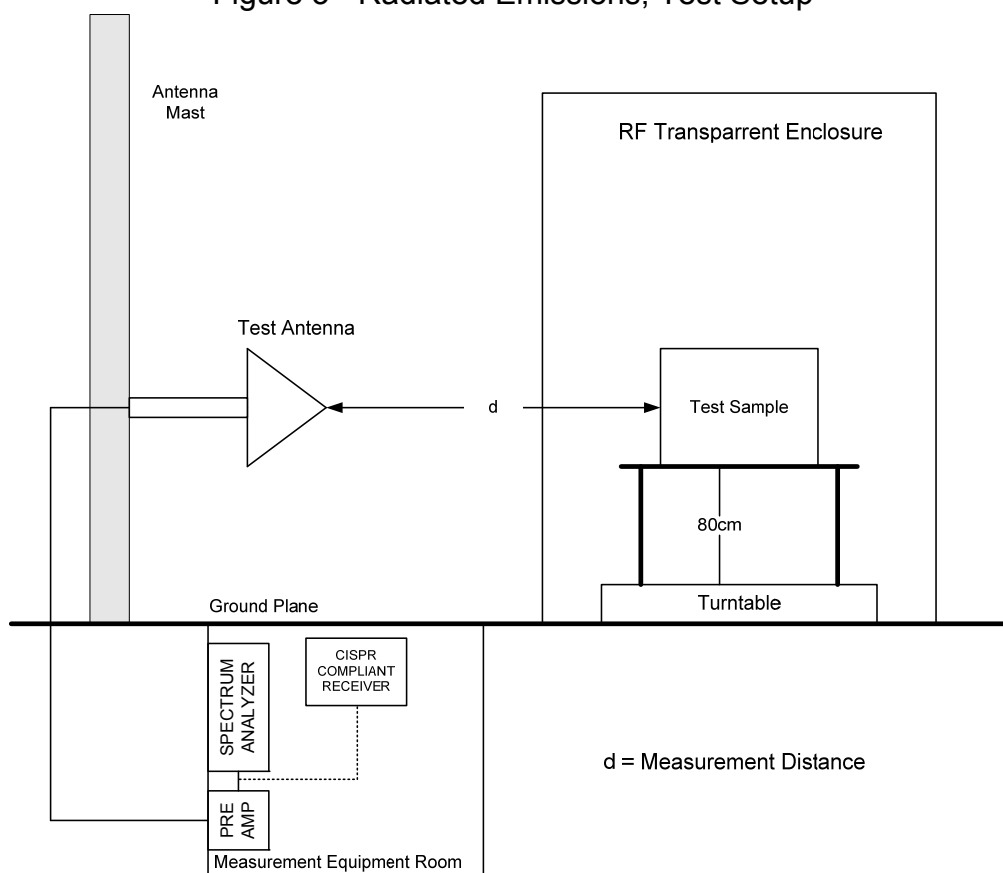 Figure 3 - Radiated Emissions, Test Setup
Antenna
Mast
RF Transparrent Enclosure
Test Antenna
d
Test Sample
80cm
Turntable
Ground Plane
CISPR
COMPLIANT
RECEIVER
SPECTRUM
ANALYZER
d = Measurement Distance
PRE
AMP
Measurement Equipment Room